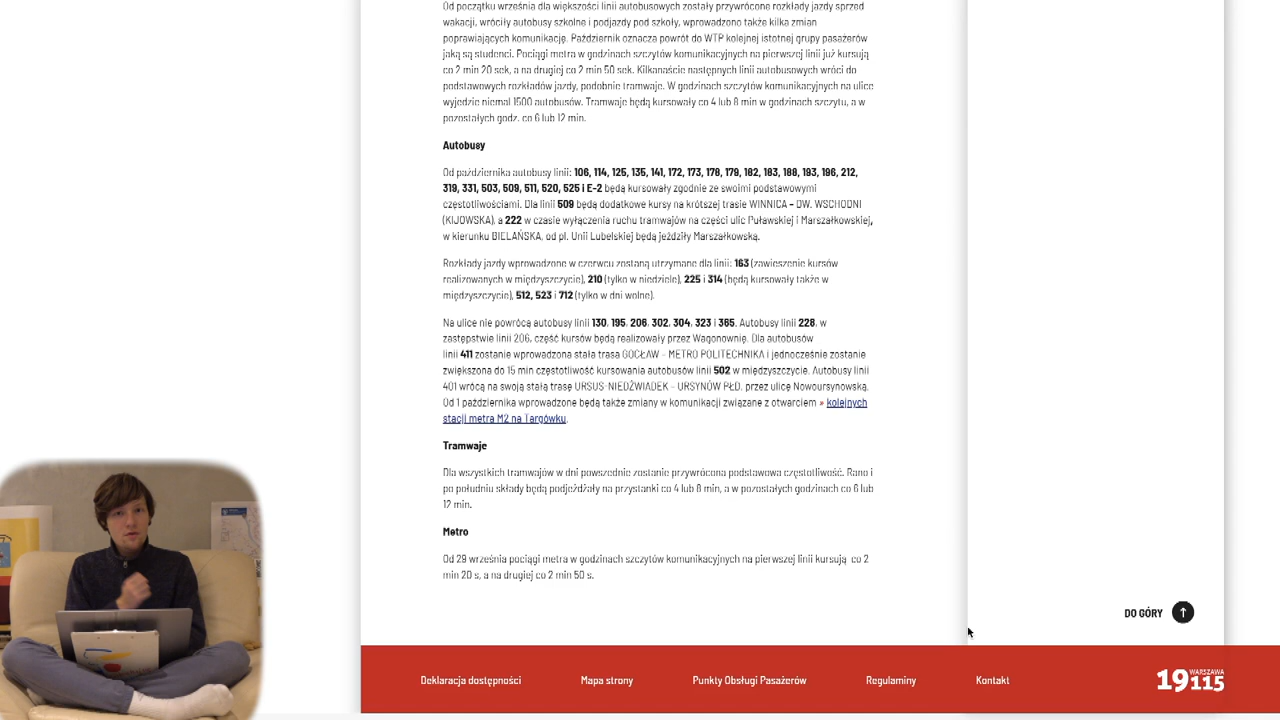 Od początku września dla większości linii autobusowych zostały przywrócone rozkłady jazdy sprzed
wakacji, wróciły autobusy szkolne i podjazdy pod szkoły, wprowadzono także kilka zmian
poprawiających komunikację. Październik oznacza powrót do WTP kolejnej istotnej grupy pasażerów
jaką są studenci. Pociągi metra w godzinach szczytów komunikacyjnych na pierwszej linii już kursują
co 2 min 20 sek, a na drugiej co 2 min 50 sek. Kilkanaście następnych linii autobusowych wróci do
podstawowych rozkładów jazdy, podobnie tramwaje. W godzinach szczytów komunikacyjnych na ulice
wyjedzie niemal 1500 autobusów. Tramwaje będą kursowały co 4 lub 8 min w godzinach szczytu, a w
pozostałych godz. co 6 lub 12 min.
Autobusy
Od października autobusy linii: 106, 114, 125, 135, 141, 172, 173, 178, 179, 182, 183, 188, 193, 196, 212,
319, 331, 503, 509, 511, 520, 525 i E-2 będą kursowały zgodnie ze swoimi podstawowymi
częstotliwościami. Dla linii 509 będą dodatkowe kursy na krótszej trasie WINNICA – DW. WSCHODNI
(KIJOWSKA), a 222 w czasie wyłączenia ruchu tramwajów na części ulic Puławskiej i Marszałkowskiej,
w kierunku BIELAŃSKA, od pl. Unii Lubelskiej będą jeździły Marszałkowską.
Rozkłady jazdy wprowadzone w czerwcu zostaną utrzymane dla linii: 163 (zawieszenie kursów
realizowanych w międzyszczycie), 210 (tylko w niedziele), 225 i 314 (będą kursowały także w
międzyszczycie), 512, 523 i 712 (tylko w dni wolne).
Na ulice nie powrócą autobusy linii 130, 195, 206, 302, 304, 323 i 365. Autobusy linii 228, w
zastępstwie linii 206, część kursów będą realizowały przez Wagonownię. Dla autobusów
linii 411 zostanie wprowadzona stała trasa GOCŁAW – METRO POLITECHNIKA i jednocześnie zostanie
zwiększona do 15 min częstotliwość kursowania autobusów linii 502 w międzyszczycie. Autobusy linii
401 wrócą na swoją stałą trasę URSUS-NIEDŹWIADEK – URSYNÓW PŁD. przez ulicę Nowoursynowską.
Od 1 października wprowadzone będą także zmiany w komunikacji związane z otwarciem » kolejnych
stacji metra M2 na Targówku.
Tramwaje
Dla wszystkich tramwajów w dni powszednie zostanie przywrócona podstawowa częstotliwość. Rano i
po południu składy będą podjeżdżały na przystanki co 4 lub 8 min, a w pozostałych godzinach co 6 lub
12 min.
Metro
Od 29 września pociągi metra w godzinach szczytów komunikacyjnych na pierwszej linii kursują co 2
min 20 s, a na drugiej co 2 min 50 s.
DO GÓRY
Deklaracja dostępności
Mapa strony
Punkty Obsługi Pasażerów
Regulaminy
Kontakt
WARSZAWA
19115